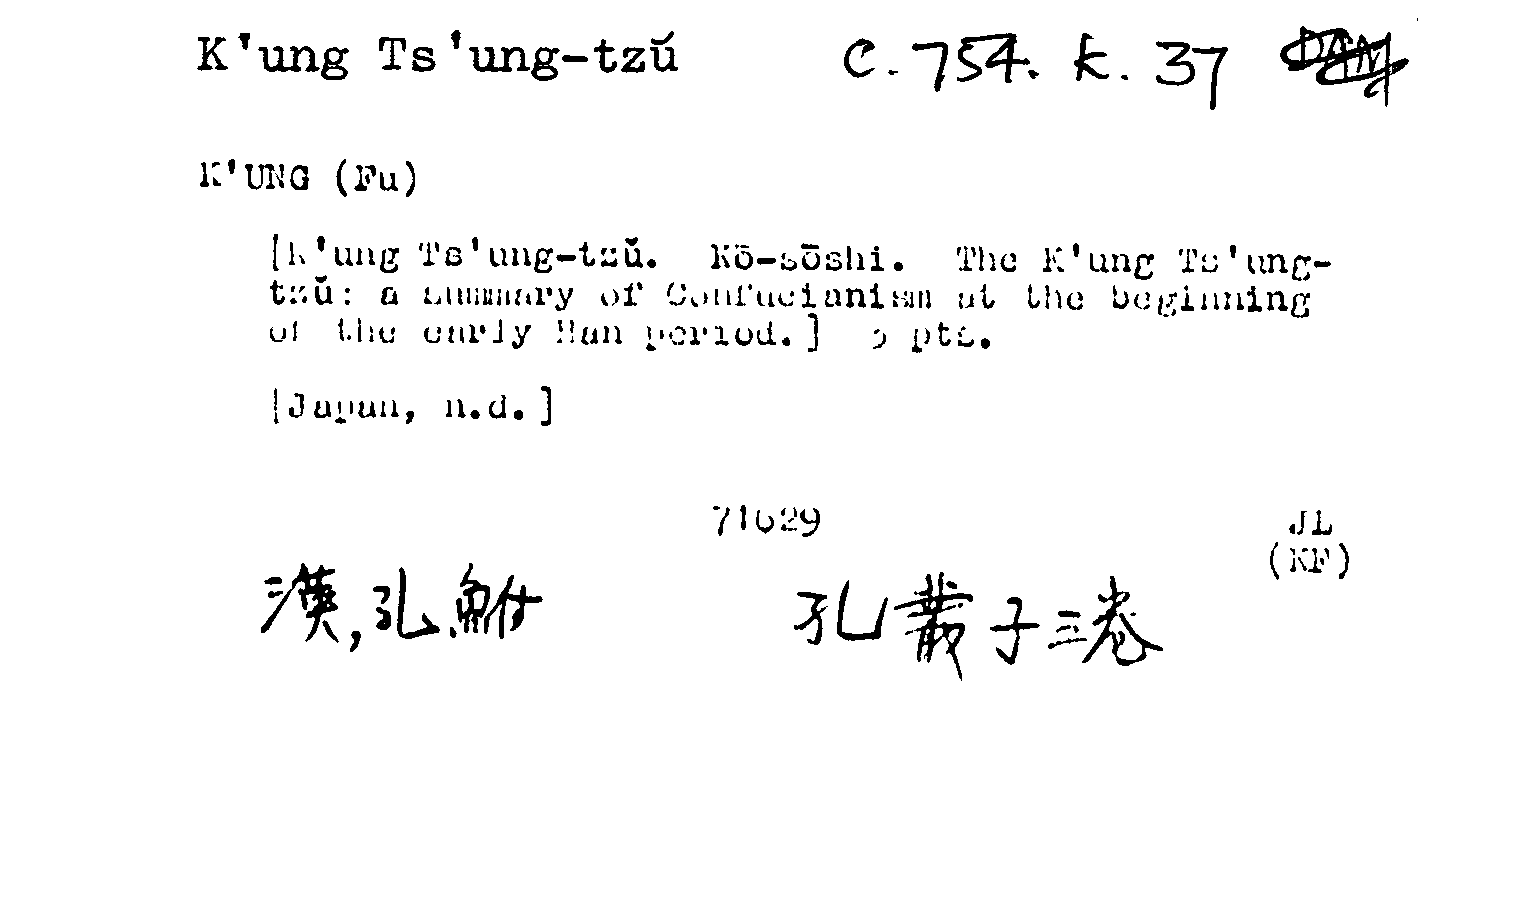 K'ung Ts'ung-tzŭ c.754.k.37
K'UNG (Fu)
[K'ung Ts'ung-tzŭ. Kō-sōshi. The K'ung Ts'ung-
tzŭ: a summary of Confucianism at the beginning
of the early Han period.] pts.
[Japan, n.d.]
71629 JL
(KF)
漢,孔鮒 孔叢子三卷